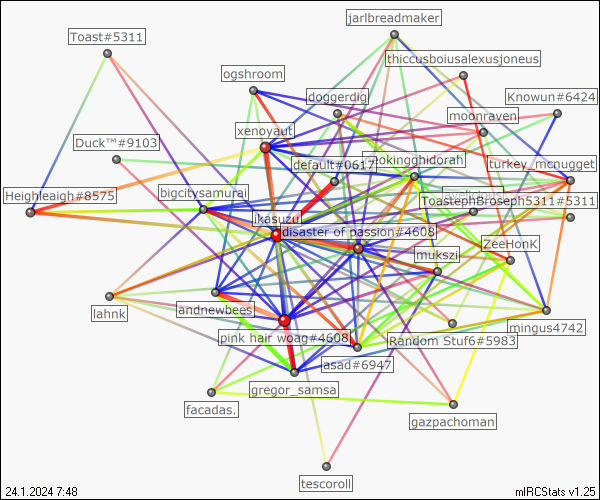 jarlbreadmaker
Toast#5311
thiccusboiusalexusjoneus
ogshroom
doggerdig
Knowun#6424
moonraven
xenoyaut
Duck™#9103
default#0617
smokingghidorah
turkey_mcnugget
Heighleaigh#8575
bigcitysamurai
ToastephBroseph5311#5311
ikasuzu
disaster of passion#4608
ZeeHonK
mukszi
lahnk
andnewbees
mingus4742
pink hair woag#4608
Random Stuf6#5983
asad#6947
gregor_samsa
facadas.
gazpachoman
tescoroll
24.1.2024 7:48
mIRCStats v1.25